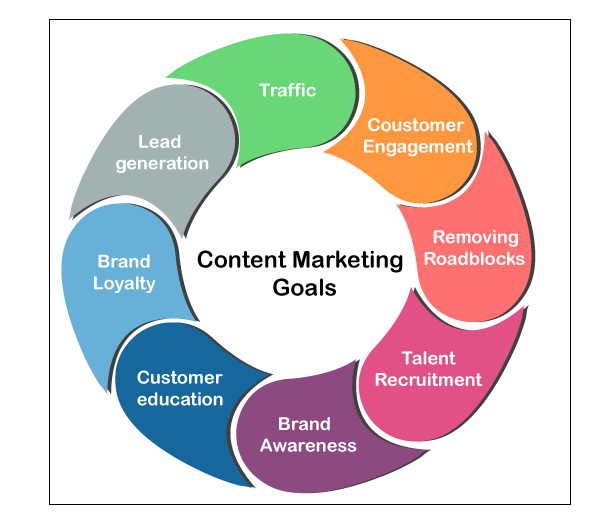 Traffic
Coustomer
Engagement
Removing
Roadblocks
Talent
Recruitment
Brand
Awareness
Customer
education
Brand
Loyalty
Lead
generation
Content Marketing
Goals